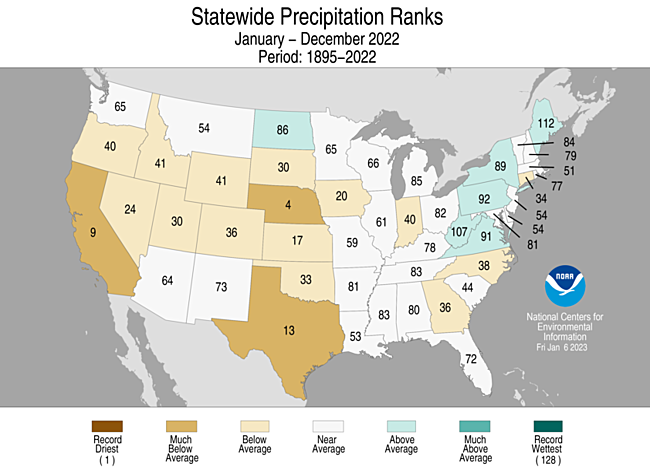 Statewide Precipitation Ranks
January – December 2022
Period: 1895–2022
65
54
86
65
66
85
112
84
79
51
77
34
54
54
81
40
41
41
30
20
89
92
9
24
30
36
4
17
59
61
40
82
107
91
78
64
73
33
81
83
38
44
13
53
83
80
36
72
NOAA
National Centers for
Environmental
Information
Fri Jan 6 2023
Record
Driest
( 1 )
Much
Below
Average
Below
Average
Near
Average
Above
Average
Much
Above
Average
Record
Wettest
( 128 )